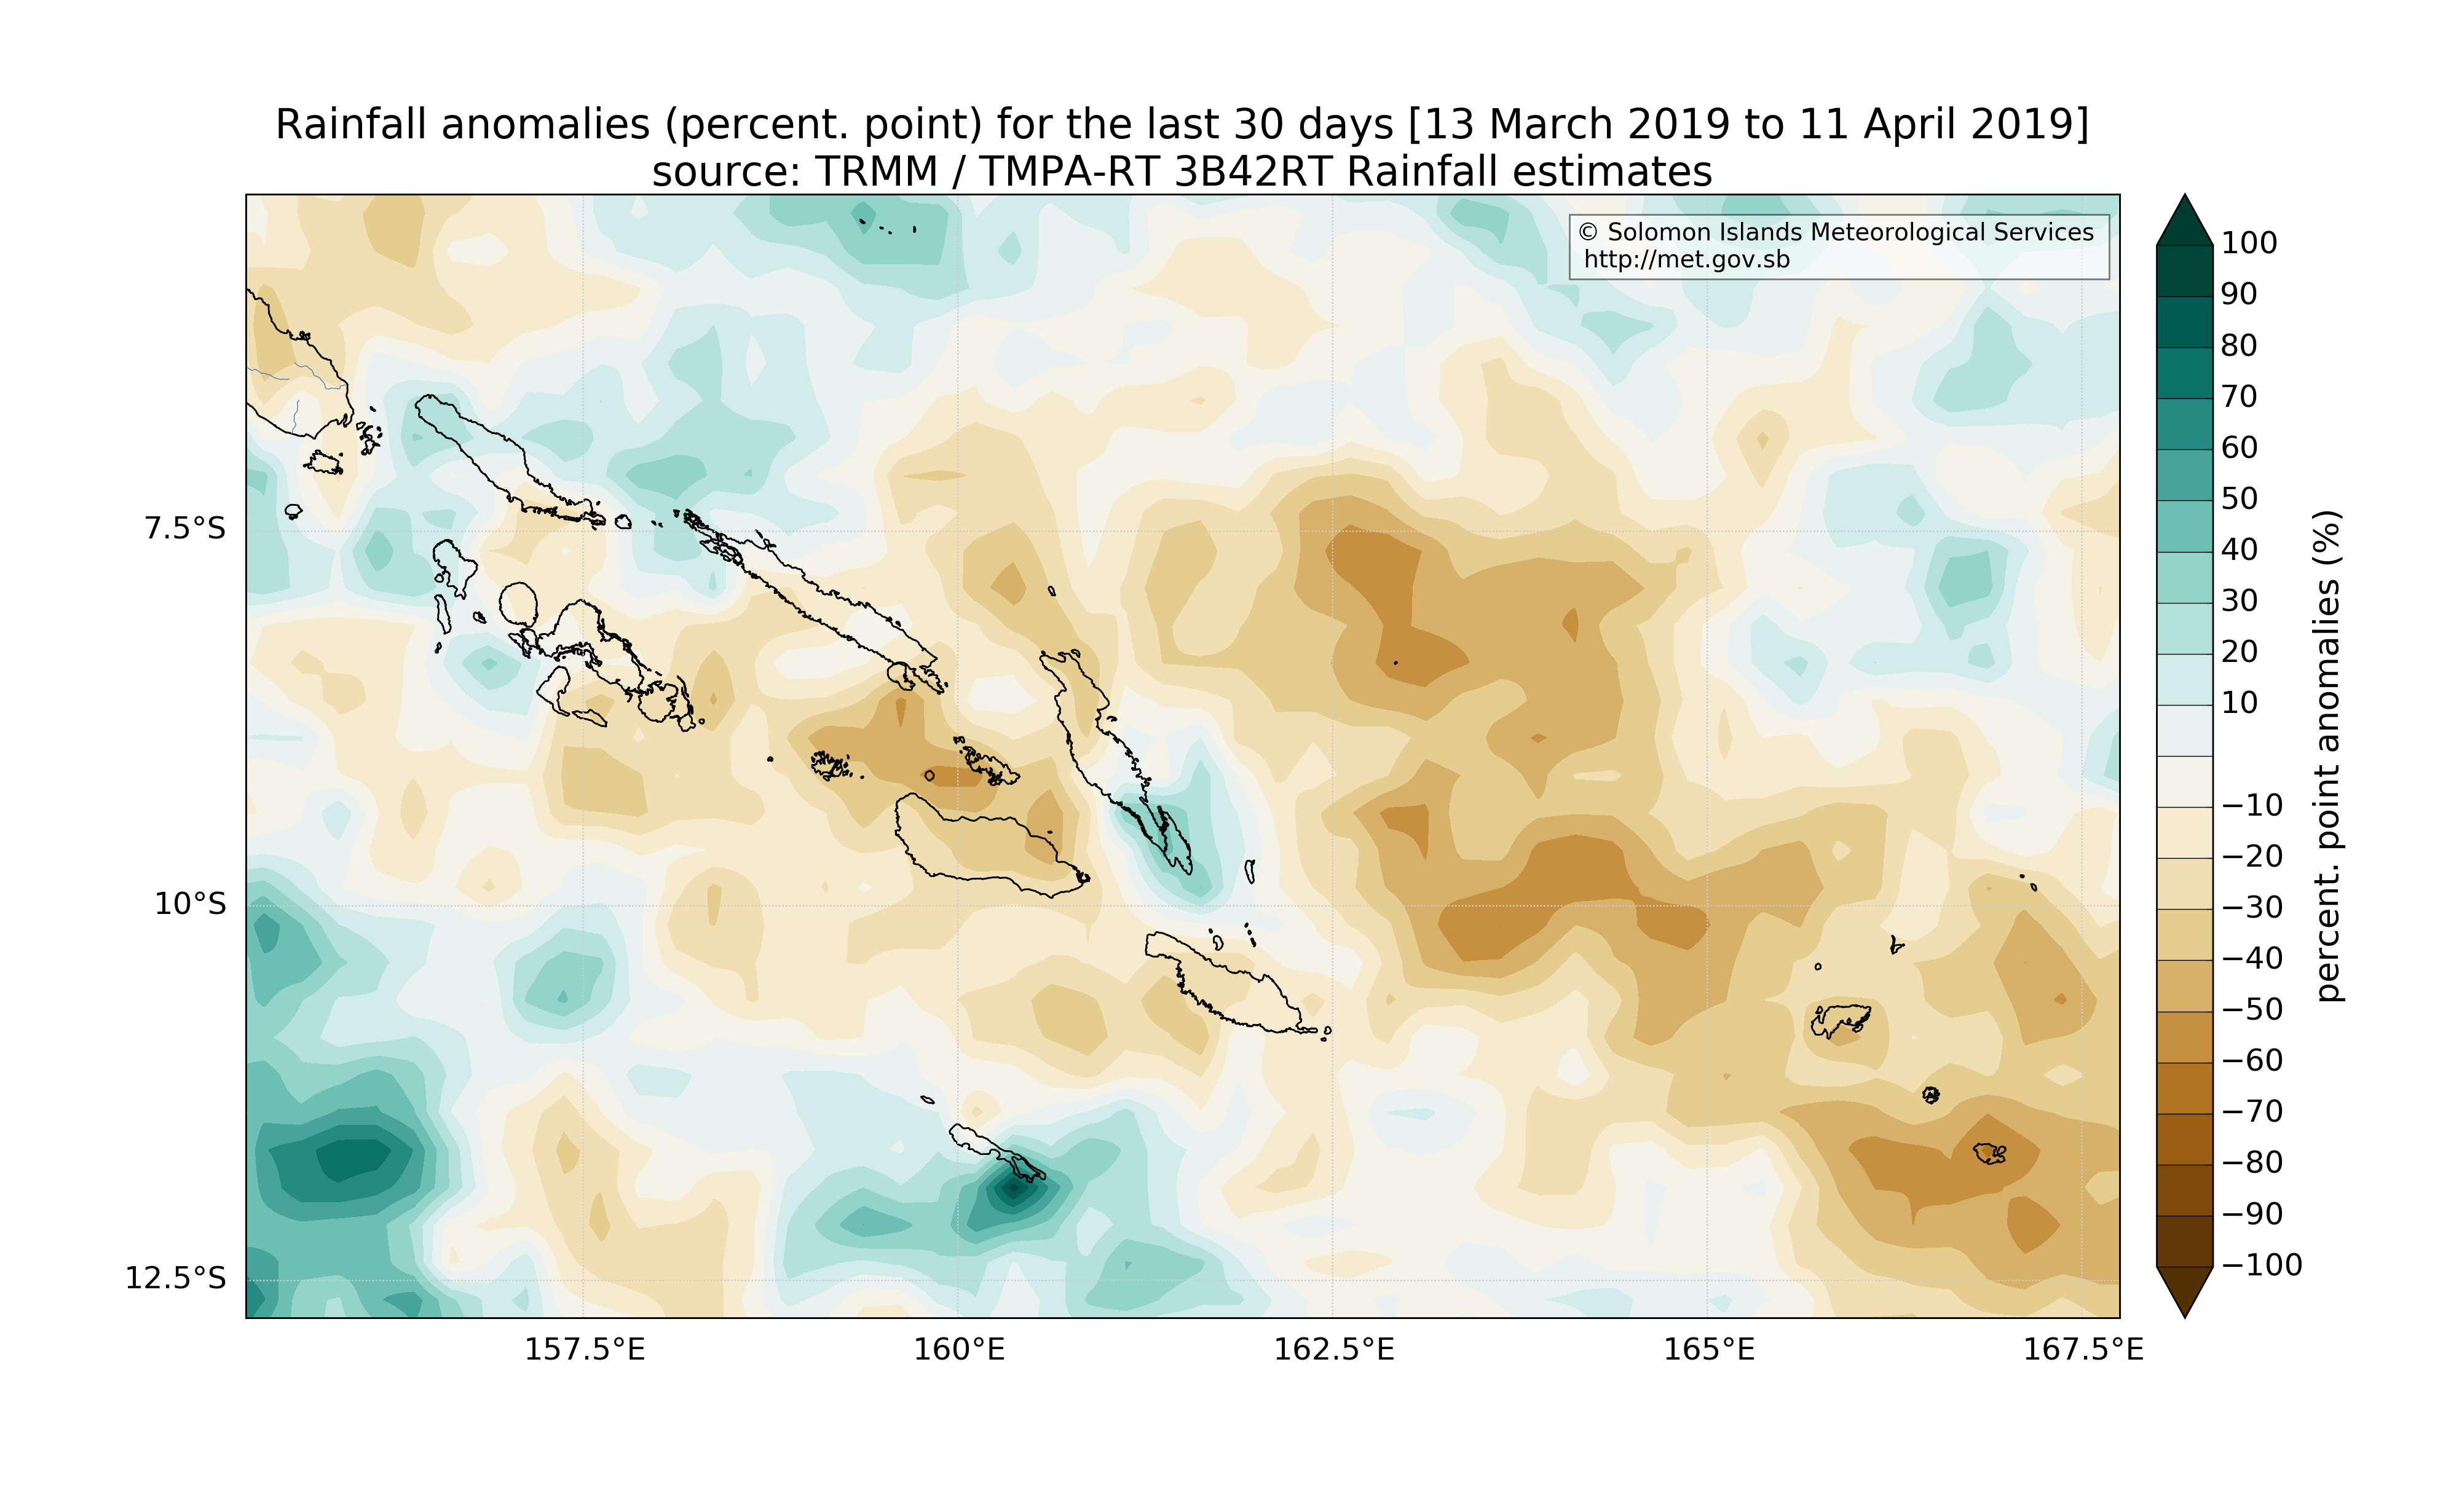 Rainfall anomalies (percent. point) for the last 30 days [13 March 2019 to 11 April 2019]
source: TRMM / TMPA-RT 3B42RT Rainfall estimates
© Solomon Islands Meteorological Services
http://met.gov.sb
7.5°S
10°S
12.5°S
157.5°E
160°E
162.5°E
165°E
167.5°E
100
90
80
70
60
50
40
30
20
10
−10
−20
−30
−40
−50
−60
−70
−80
−90
−100
percent. point anomalies (%)